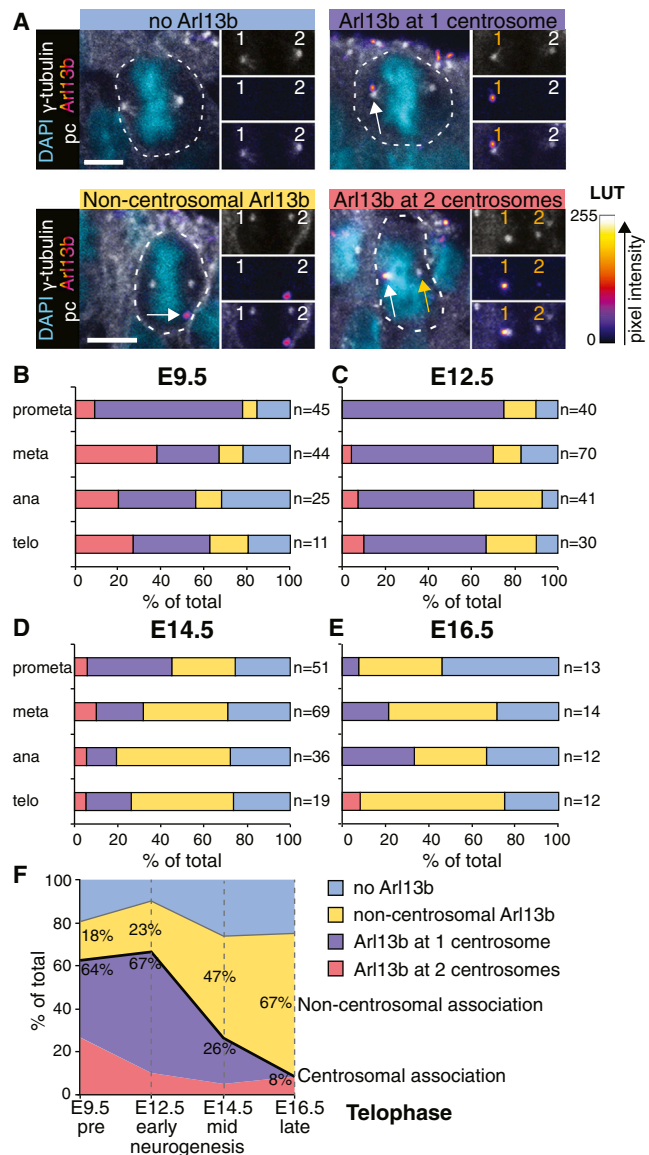 A
no Arl13b
Arl13b at 1 centrosome
DAPI γ-tubulin
pc Arl13b
1 2
2
1 2
1 2
2
1 2
Non-centrosomal Arl13b
Arl13b at 2 centrosomes
DAPI γ-tubulin
pc Arl13b
1 2
2
1 2
1 2
1 2
1 2
LUT
255
0
pixel intensity
B
E9.5
prometa
n=45
meta
n=44
ana
n=25
telo
n=11
0 20 40 60 80 100
% of total
C
E12.5
n=40
n=70
n=41
n=30
0 20 40 60 80 100
% of total
D
E14.5
prometa
n=51
meta
n=69
ana
n=36
telo
n=19
0 20 40 60 80 100
% of total
E
E16.5
n=13
n=14
n=12
n=12
0 20 40 60 80 100
% of total
F
100
80
60
40
20
0
% of total
18%
23%
47%
67%
64%
67%
26%
8%
no Arl13b
non-centrosomal Arl13b
Arl13b at 1 centrosome
Arl13b at 2 centrosomes
Non-centrosomal association
Centrosomal association
E9.5 E12.5 E14.5 E16.5
pre early mid late
neurogenesis
Telophase